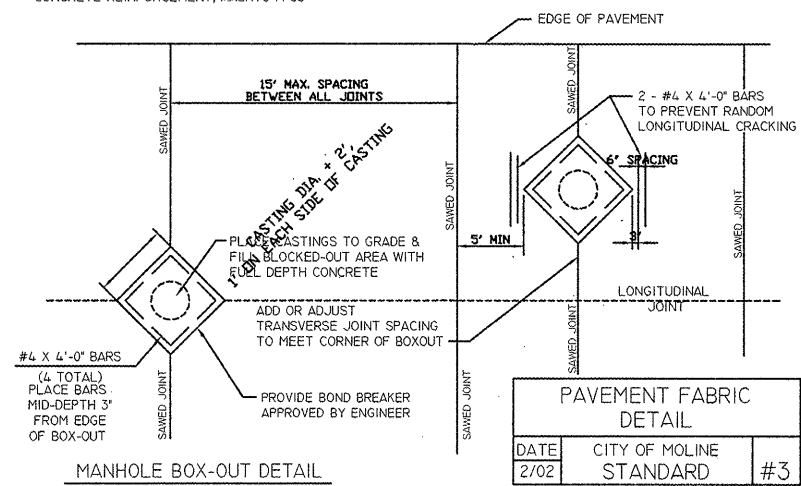 EDGE OF PAVEMENT
15' MAX. SPACING
BETWEEN ALL JOINTS
SAWED JOINT
SAWED JOINT
SAWED JOINT
SAWED JOINT
2 - #4 X 4'-0" BARS
TO PREVENT RANDOM
LONGITUDINAL CRACKING
6" SPACING
CASTING DIA. + 2',
1' ON EACH SIDE OF CASTING
5' MIN
3"
PLACE CASTINGS TO GRADE &
FILL BLOCKED-OUT AREA WITH
FULL DEPTH CONCRETE
LONGITUDINAL
JOINT
ADD OR ADJUST
TRANSVERSE JOINT SPACING
TO MEET CORNER OF BOXOUT
#4 X 4'-0" BARS
(4 TOTAL)
PLACE BARS
MID-DEPTH 3"
FROM EDGE
OF BOX-OUT
SAWED JOINT
SAWED JOINT
SAWED JOINT
PROVIDE BOND BREAKER
APPROVED BY ENGINEER
MANHOLE BOX-OUT DETAIL
PAVEMENT FABRIC
DETAIL
DATE
2/02
CITY OF MOLINE
STANDARD
#3